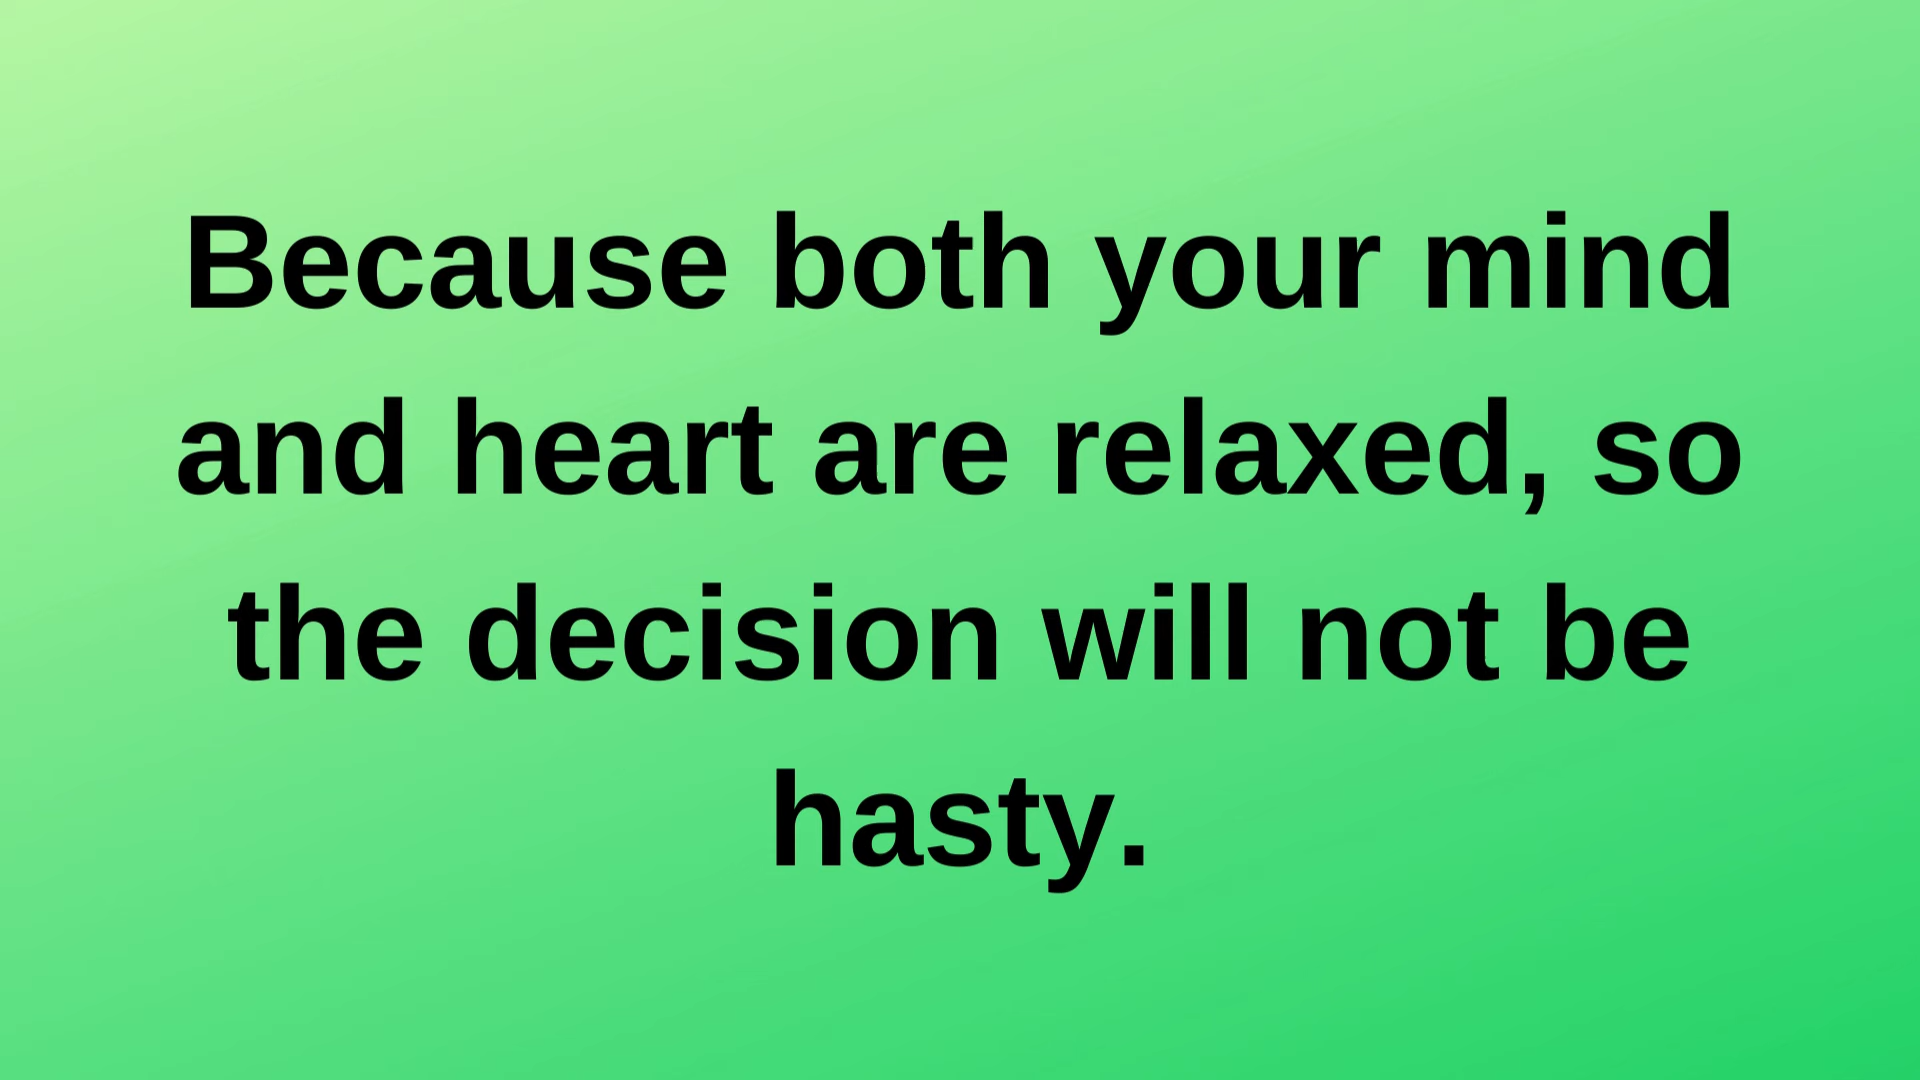 Because both your mind
and heart are relaxed, so
the decision will not be
hasty.